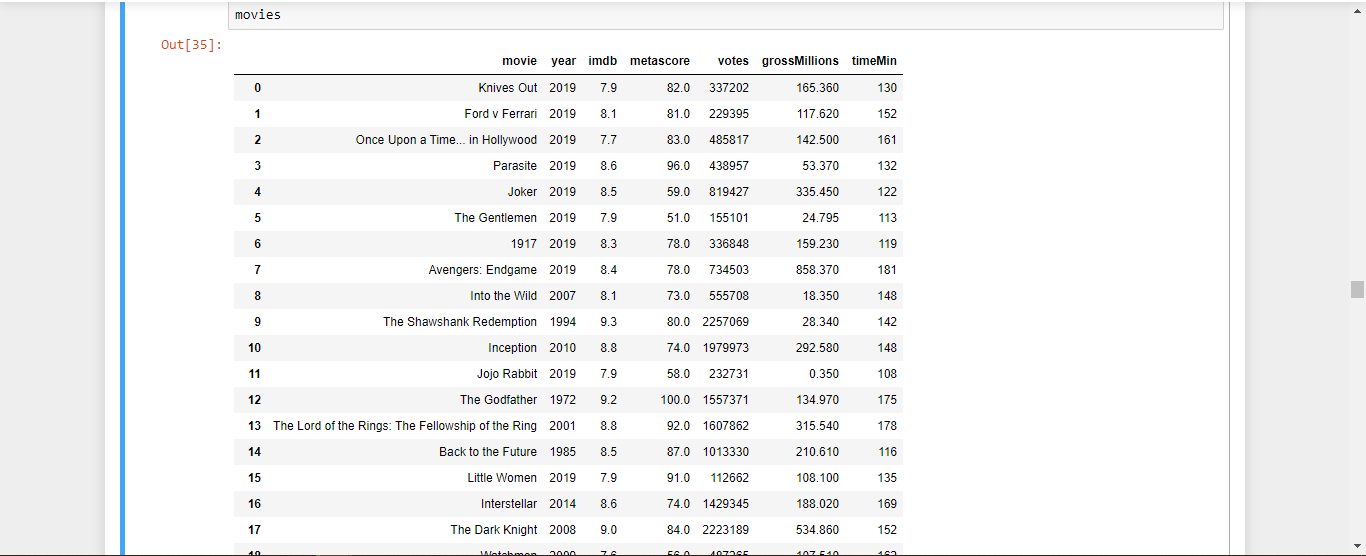 movies
Out[35]:
movie year imdb metascore votes grossMillions timeMin
0 Knives Out 2019 7.9 82.0 337202 165.360 130
1 Ford v Ferrari 2019 8.1 81.0 229395 117.620 152
2 Once Upon a Time... in Hollywood 2019 7.7 83.0 485817 142.500 161
3 Parasite 2019 8.6 96.0 438957 53.370 132
4 Joker 2019 8.5 59.0 819427 335.450 122
5 The Gentlemen 2019 7.9 51.0 155101 24.795 113
6 1917 2019 8.3 78.0 336848 159.230 119
7 Avengers: Endgame 2019 8.4 78.0 734503 858.370 181
8 Into the Wild 2007 8.1 73.0 555708 18.350 148
9 The Shawshank Redemption 1994 9.3 80.0 2257069 28.340 142
10 Inception 2010 8.8 74.0 1979973 292.580 148
11 Jojo Rabbit 2019 7.9 58.0 232731 0.350 108
12 The Godfather 1972 9.2 100.0 1557371 134.970 175
13 The Lord of the Rings: The Fellowship of the Ring 2001 8.8 92.0 1607862 315.540 178
14 Back to the Future 1985 8.5 87.0 1013330 210.610 116
15 Little Women 2019 7.9 91.0 112662 108.100 135
16 Interstellar 2014 8.6 74.0 1429345 188.020 169
17 The Dark Knight 2008 9.0 84.0 2223189 534.860 152
18 Watchmen 2009 7.6 56.0